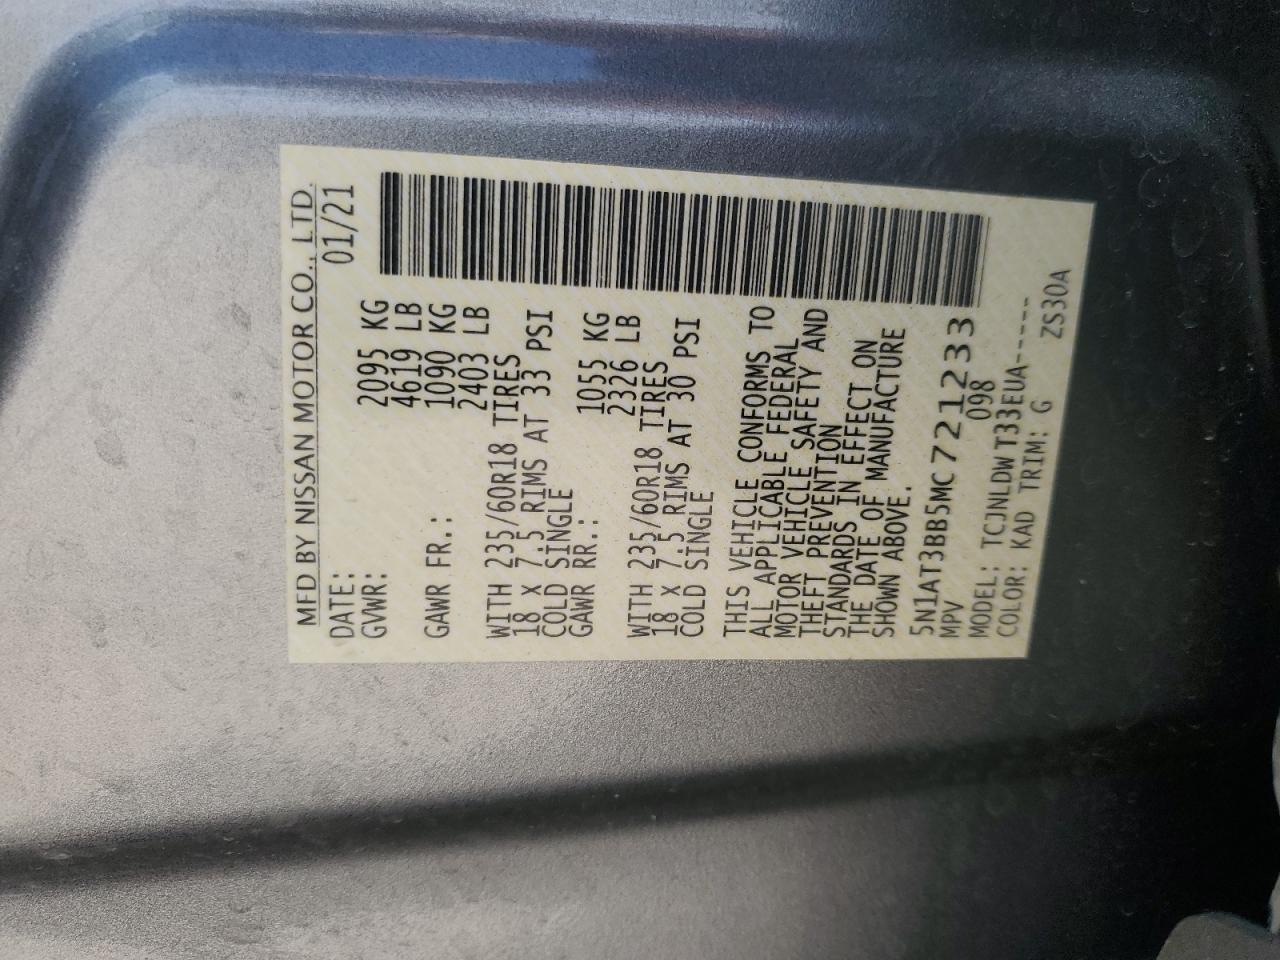 MFD BY NISSAN MOTOR CO., LTD.
DATE: 01/21
GVWR: 2095 KG
4619 LB
GAWR FR.: 1090 KG
2403 LB
WITH 235/60R18 TIRES
18 X 7.5 RIMS AT 33 PSI
COLD SINGLE
GAWR RR.: 1055 KG
2326 LB
WITH 235/60R18 TIRES
18 X 7.5 RIMS AT 30 PSI
COLD SINGLE
THIS VEHICLE CONFORMS TO
ALL APPLICABLE FEDERAL
MOTOR VEHICLE SAFETY AND
THEFT PREVENTION
STANDARDS IN EFFECT ON
THE DATE OF MANUFACTURE
SHOWN ABOVE.
5N1AT3BB5MC721233
MPV 098
MODEL: TCJNLDW T33EUA-----
COLOR: KAD TRIM: G ZS30A